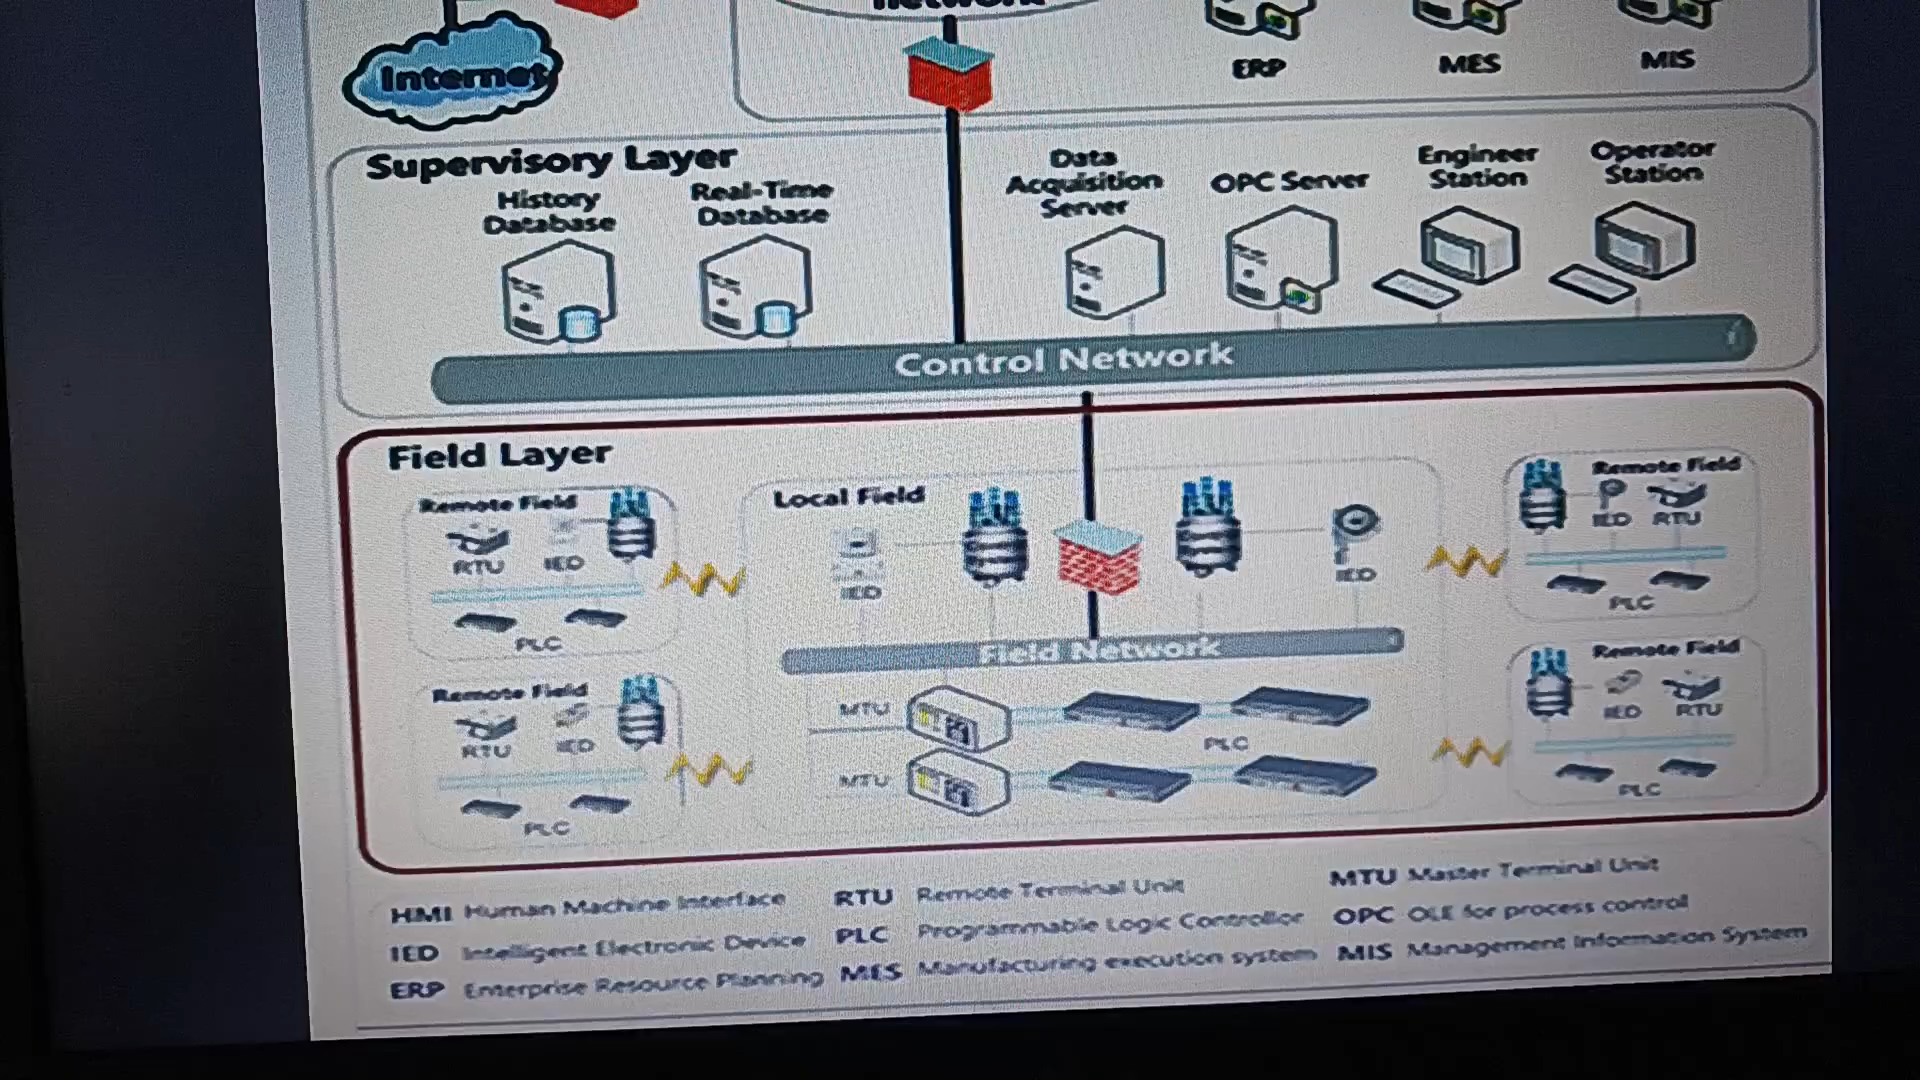 network
Internet
ERP
MES
MIS
Supervisory Layer
History
Database
Real-Time
Database
Data
Acquisition
Server
OPC Server
Engineer
Station
Operator
Station
Control Network
Field Layer
Remote Field
RTU
IED
PLC
Local Field
IED
IED
Remote Field
IED
RTU
PLC
Field Network
Remote Field
RTU
IED
PLC
MTU
PLC
MTU
Remote Field
IED
RTU
PLC
HMI Human Machine Interface
RTU Remote Terminal Unit
MTU Master Terminal Unit
IED Intelligent Electronic Device
PLC Programmable Logic Controllor
OPC OLE for process control
ERP Enterprise Resource Planning
MES Manufacturing execution system
MIS Management Information System